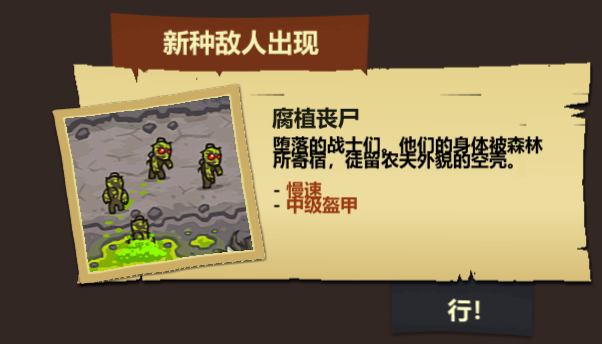 新种敌人出现
腐植丧尸
堕落的战士们。他们的身体被森林
所寄宿，徒留农夫外貌的空壳。
- 慢速
- 中级盔甲
行!